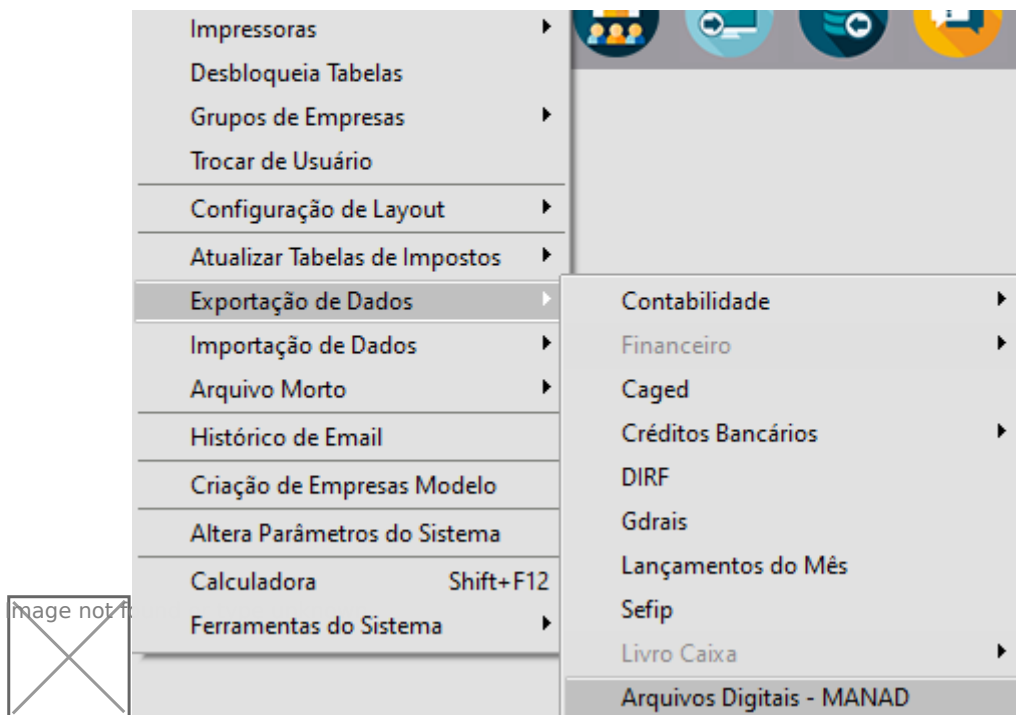 Impressoras
Desbloqueia Tabelas
Grupos de Empresas
Trocar de Usuário
Configuração de Layout
Atualizar Tabelas de Impostos
Exportação de Dados
Importação de Dados
Arquivo Morto
Histórico de Email
Criação de Empresas Modelo
Altera Parâmetros do Sistema
Calculadora Shift+F12
Ferramentas do Sistema
Contabilidade
Financeiro
Caged
Créditos Bancários
DIRF
Gdrais
Lançamentos do Mês
Sefip
Livro Caixa
Arquivos Digitais - MANAD
Image not